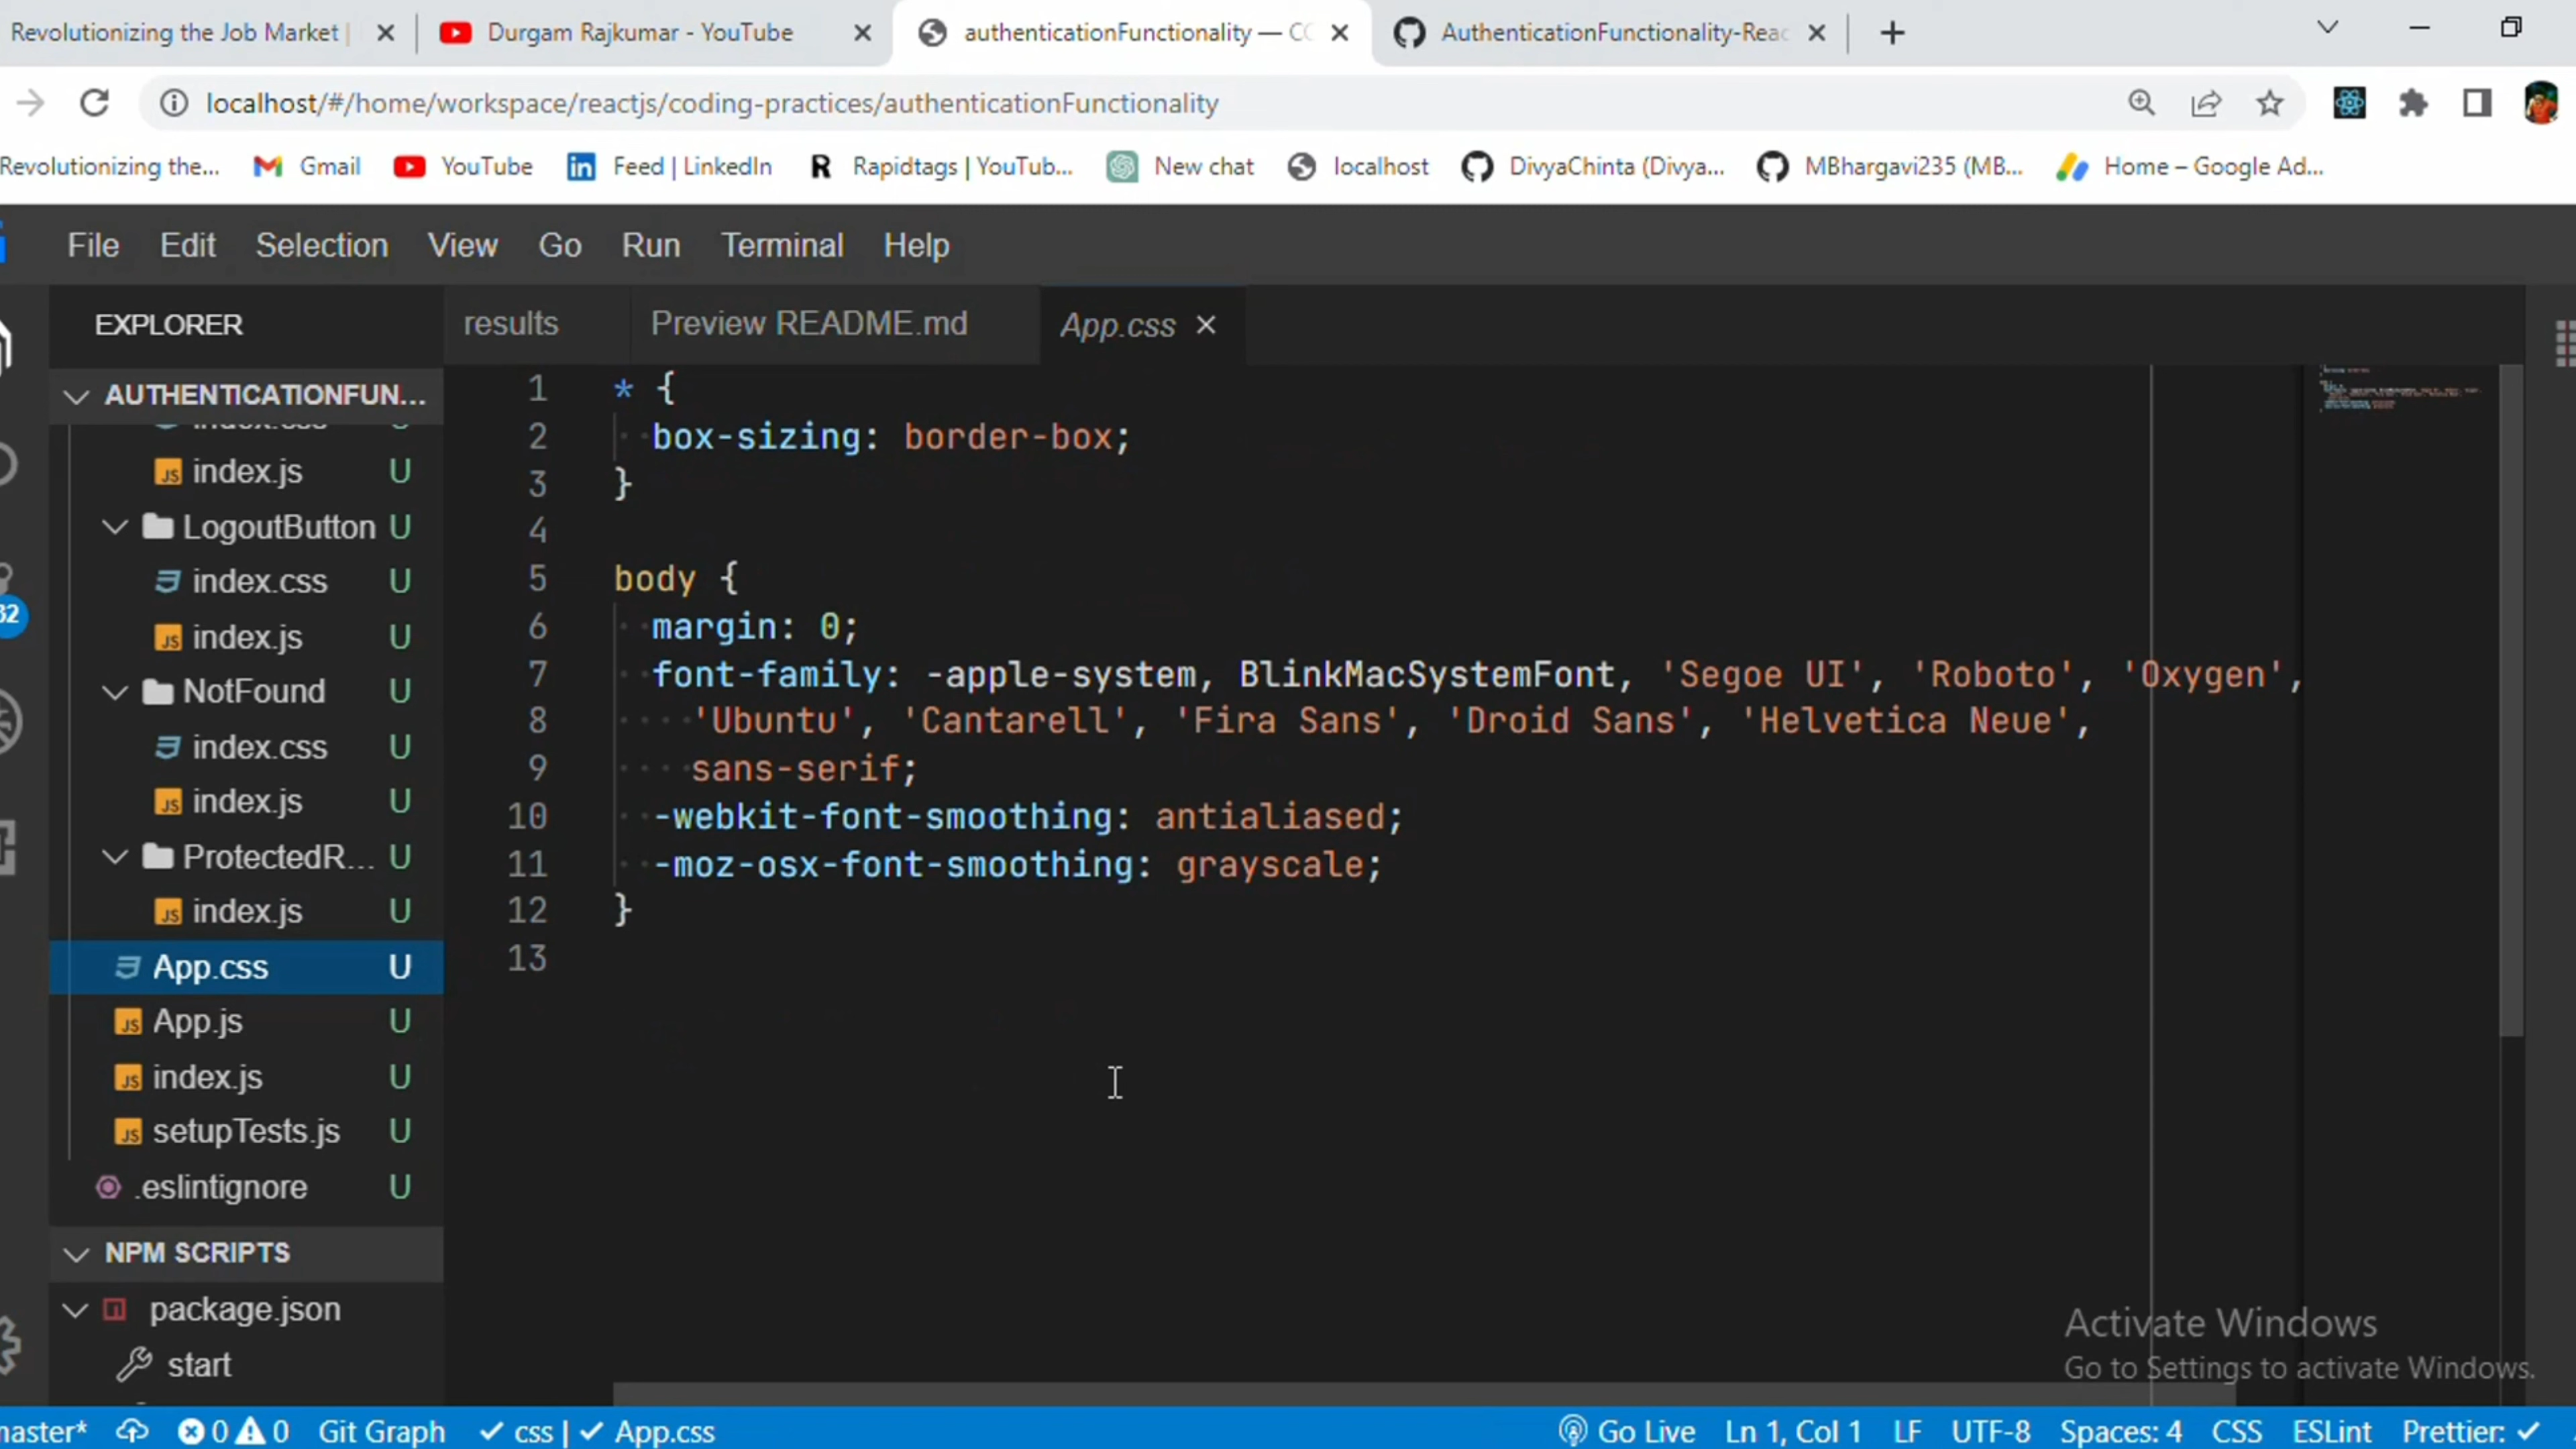 Revolutionizing the Job Market |
Durgam Rajkumar - YouTube
authenticationFunctionality — CC
AuthenticationFunctionality-Reac
localhost/#/home/workspace/reactjs/coding-practices/authenticationFunctionality
Revolutionizing the...
Gmail
YouTube
Feed | LinkedIn
Rapidtags | YouTub...
New chat
localhost
DivyaChinta (Divya...
MBhargavi235 (MB...
Home – Google Ad...
File Edit Selection View Go Run Terminal Help
EXPLORER
results
Preview README.md
App.css
AUTHENTICATIONFUN...
index.css
index.js U
LogoutButton U
index.css U
index.js U
NotFound U
index.css U
index.js U
ProtectedR... U
index.js U
App.css U
App.js U
index.js U
setupTests.js U
.eslintignore U
NPM SCRIPTS
package.json
start
32
1 * {
2 box-sizing: border-box;
3 }
4
5 body {
6 margin: 0;
7 font-family: -apple-system, BlinkMacSystemFont, 'Segoe UI', 'Roboto', 'Oxygen',
8 'Ubuntu', 'Cantarell', 'Fira Sans', 'Droid Sans', 'Helvetica Neue',
9 sans-serif;
10 -webkit-font-smoothing: antialiased;
11 -moz-osx-font-smoothing: grayscale;
12 }
13
Activate Windows
Go to Settings to activate Windows.
master* 0 0 Git Graph ✓ css | ✓ App.css
Go Live Ln 1, Col 1 LF UTF-8 Spaces: 4 CSS ESLint Prettier: ✓